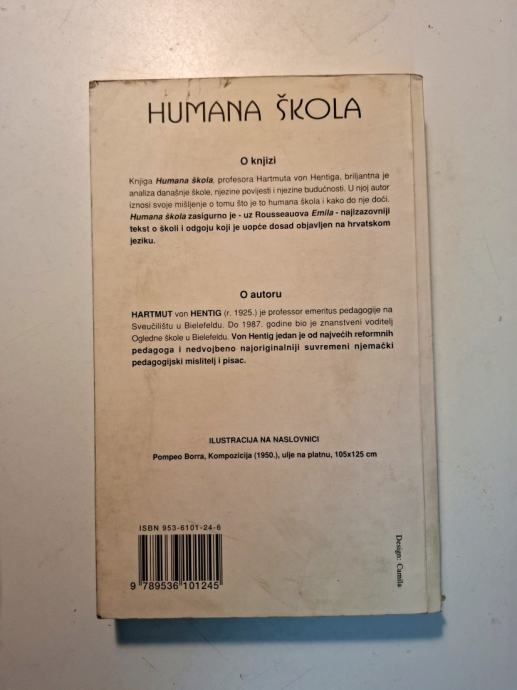 HUMANA ŠKOLA
O knjizi
Knjiga Humana škola, profesora Hartmuta von Hentiga, briljantna je
analiza današnje škole, njezine povijesti i njezine budućnosti. U njoj autor
iznosi svoje mišljenje o tomu što je to humana škola i kako do nje doći.
Humana škola zasigurno je - uz Rousseauova Emila - najizazovniji
tekst o školi i odgoju koji je uopće dosad objavljen na hrvatskom
jeziku.
O autoru
HARTMUT von HENTIG (r. 1925.) je professor emeritus pedagogije na
Sveučilištu u Bielefeldu. Do 1987. godine bio je znanstveni voditelj
Ogledne škole u Bielefeldu. Von Hentig jedan je od najvećih reformnih
pedagoga i nedvojbeno najoriginalniji suvremeni njemački
pedagogijski mislitelj i pisac.
ILUSTRACIJA NA NASLOVNICI
Pompeo Borra, Kompozicija (1950.), ulje na platnu, 105x125 cm
ISBN 953-6101-24-6
9 789536 101245
Design: Camila